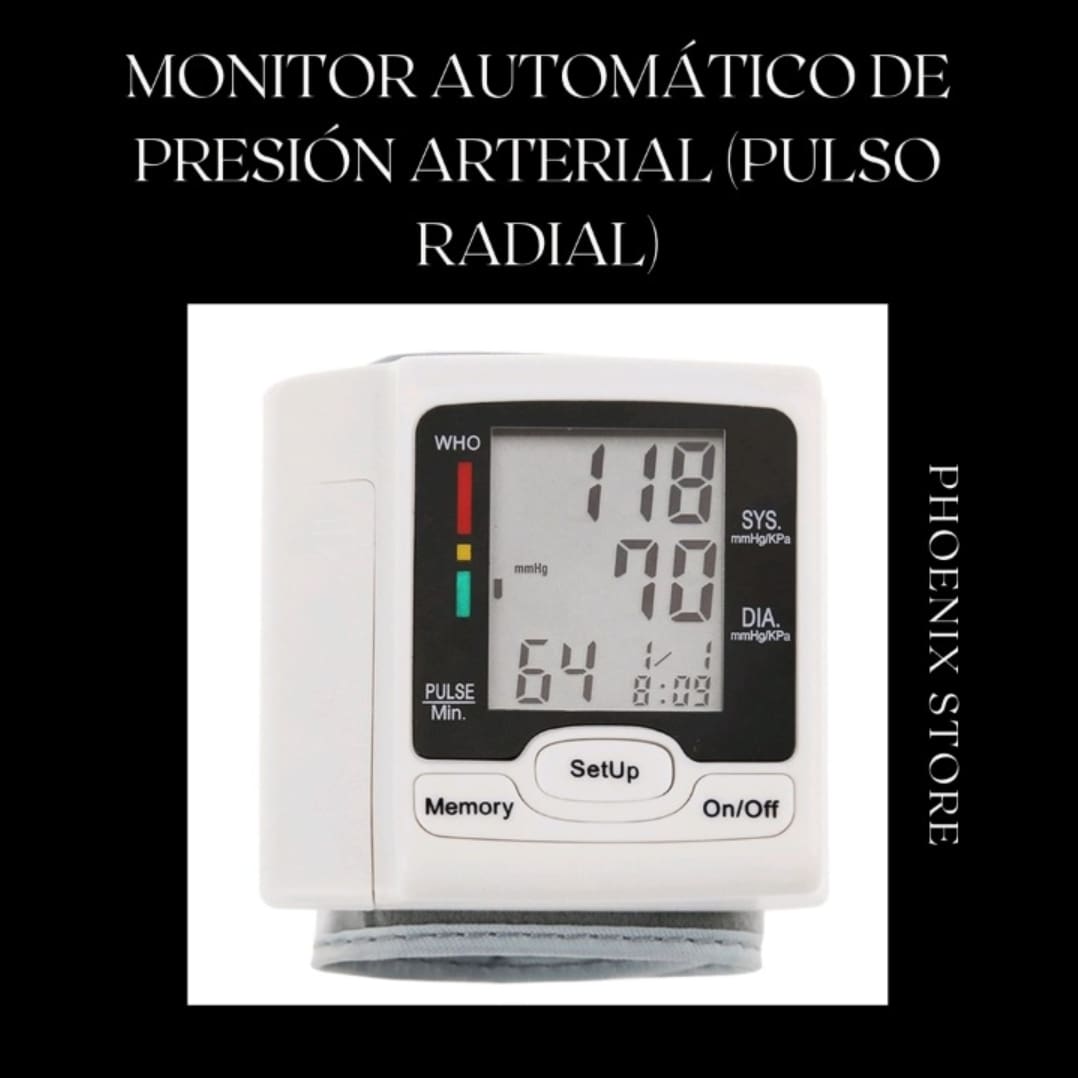 MONITOR AUTOMÁTICO DE
PRESIÓN ARTERIAL (PULSO
RADIAL)
WHO
118
SYS.
mmHg/KPa
mmHg
70
DIA.
mmHg/KPa
PULSE
Min.
64
1/ 1
8:09
SetUp
Memory
On/Off
PHOENIX STORE